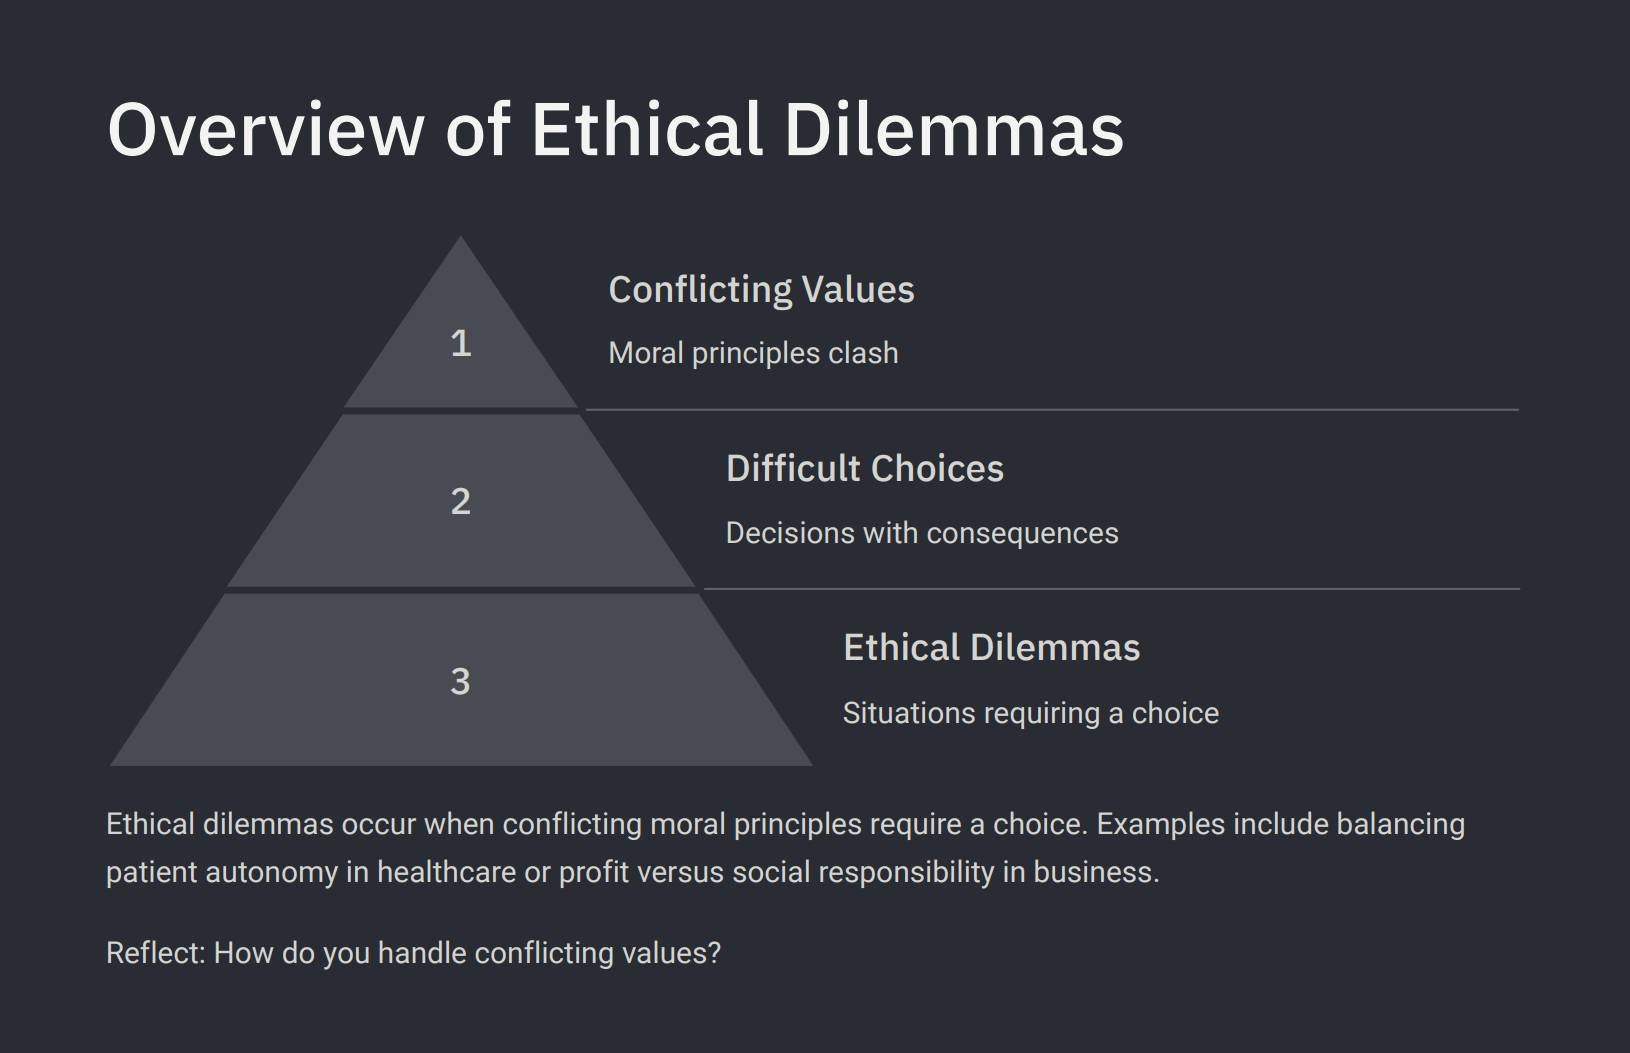 Overview of Ethical Dilemmas
1
Conflicting Values
Moral principles clash
2
Difficult Choices
Decisions with consequences
3
Ethical Dilemmas
Situations requiring a choice
Ethical dilemmas occur when conflicting moral principles require a choice. Examples include balancing
patient autonomy in healthcare or profit versus social responsibility in business.
Reflect: How do you handle conflicting values?